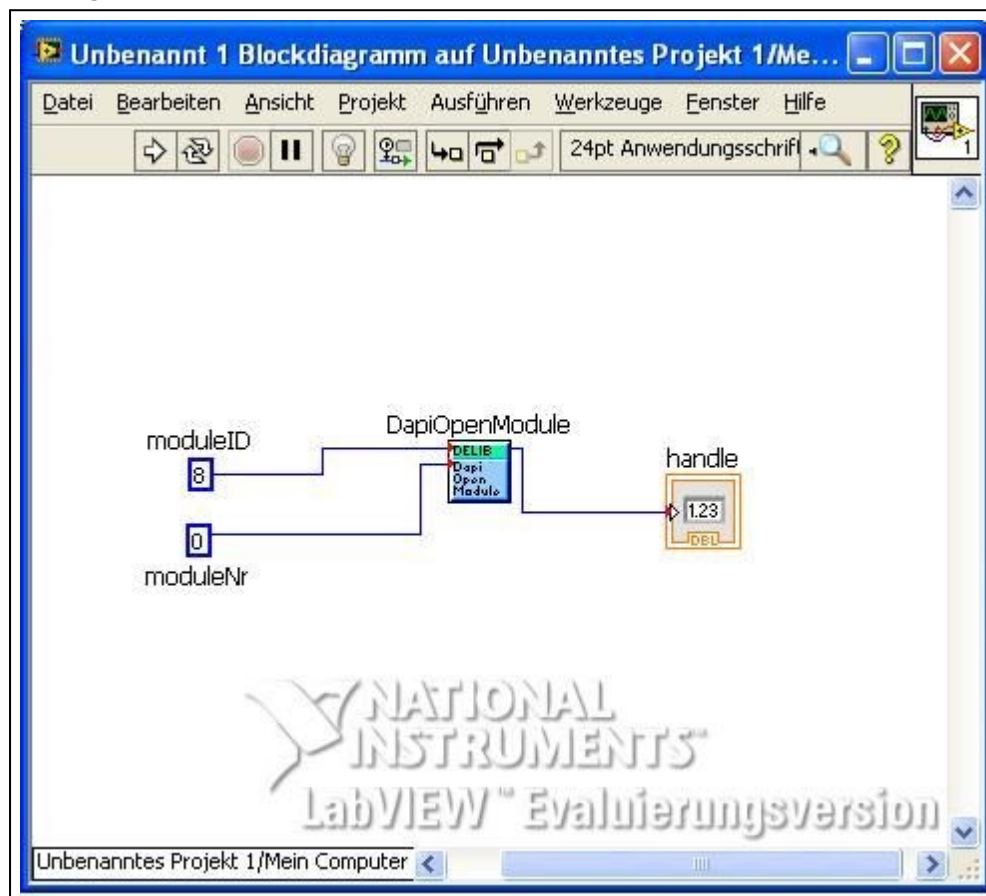 Unbenannt 1 Blockdiagramm auf Unbenanntes Projekt 1/Me...
Datei Bearbeiten Ansicht Projekt Ausführen Werkzeuge Fenster Hilfe
24pt Anwendungsschrift
1
DapiOpenModule
moduleID
DELIB
Dapi
Open
Module
8
handle
1.23
DBL
0
moduleNr
NATIONAL
INSTRUMENTS™
LabVIEW™ Evaluierungsversion
Unbenanntes Projekt 1/Mein Computer